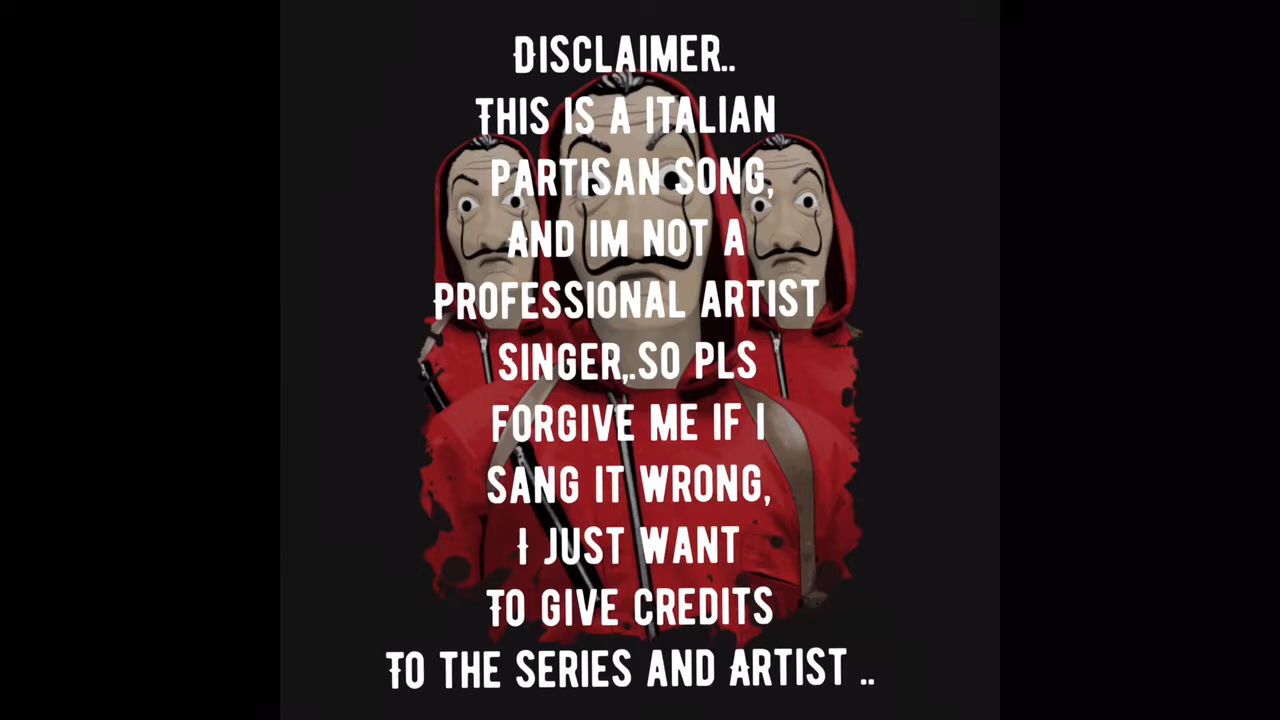 DISCLAIMER..
THIS IS A ITALIAN
PARTISAN SONG,
AND IM NOT A
PROFESSIONAL ARTIST
SINGER,.SO PLS
FORGIVE ME IF I
SANG IT WRONG,
I JUST WANT
TO GIVE CREDITS
TO THE SERIES AND ARTIST ..